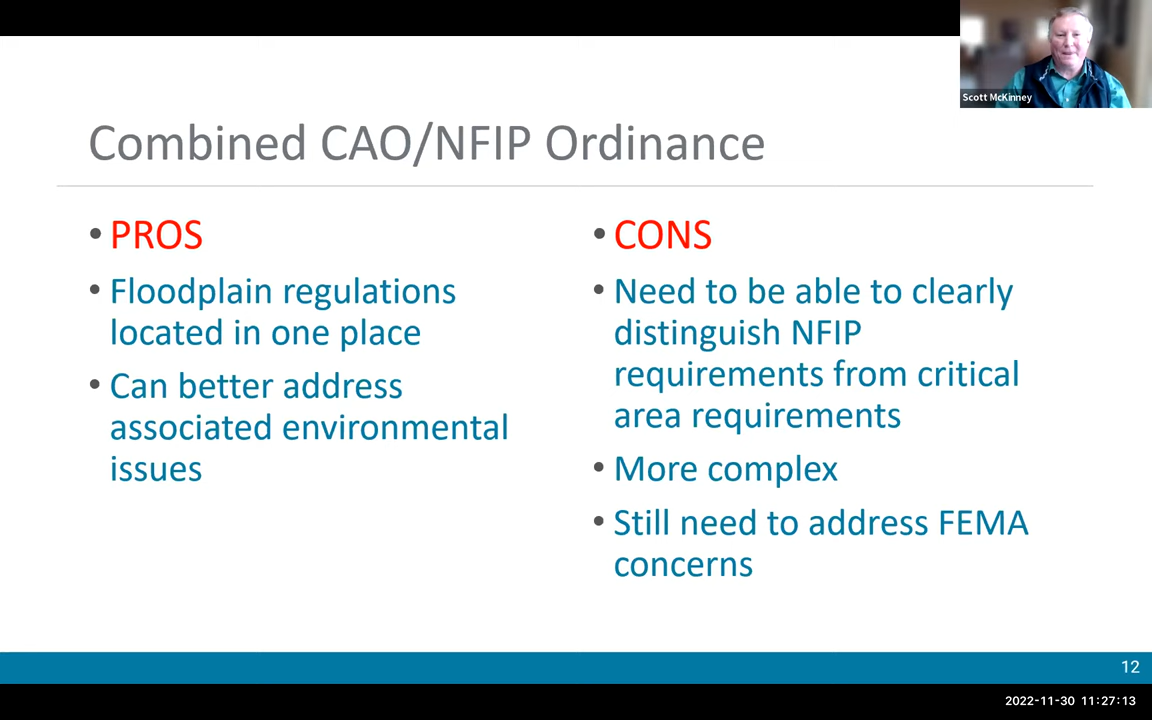 Scott McKinney
Combined CAO/NFIP Ordinance
• PROS
• Floodplain regulations
located in one place
• Can better address
associated environmental
issues
• CONS
• Need to be able to clearly
distinguish NFIP
requirements from critical
area requirements
• More complex
• Still need to address FEMA
concerns
12
2022-11-30 11:27:13